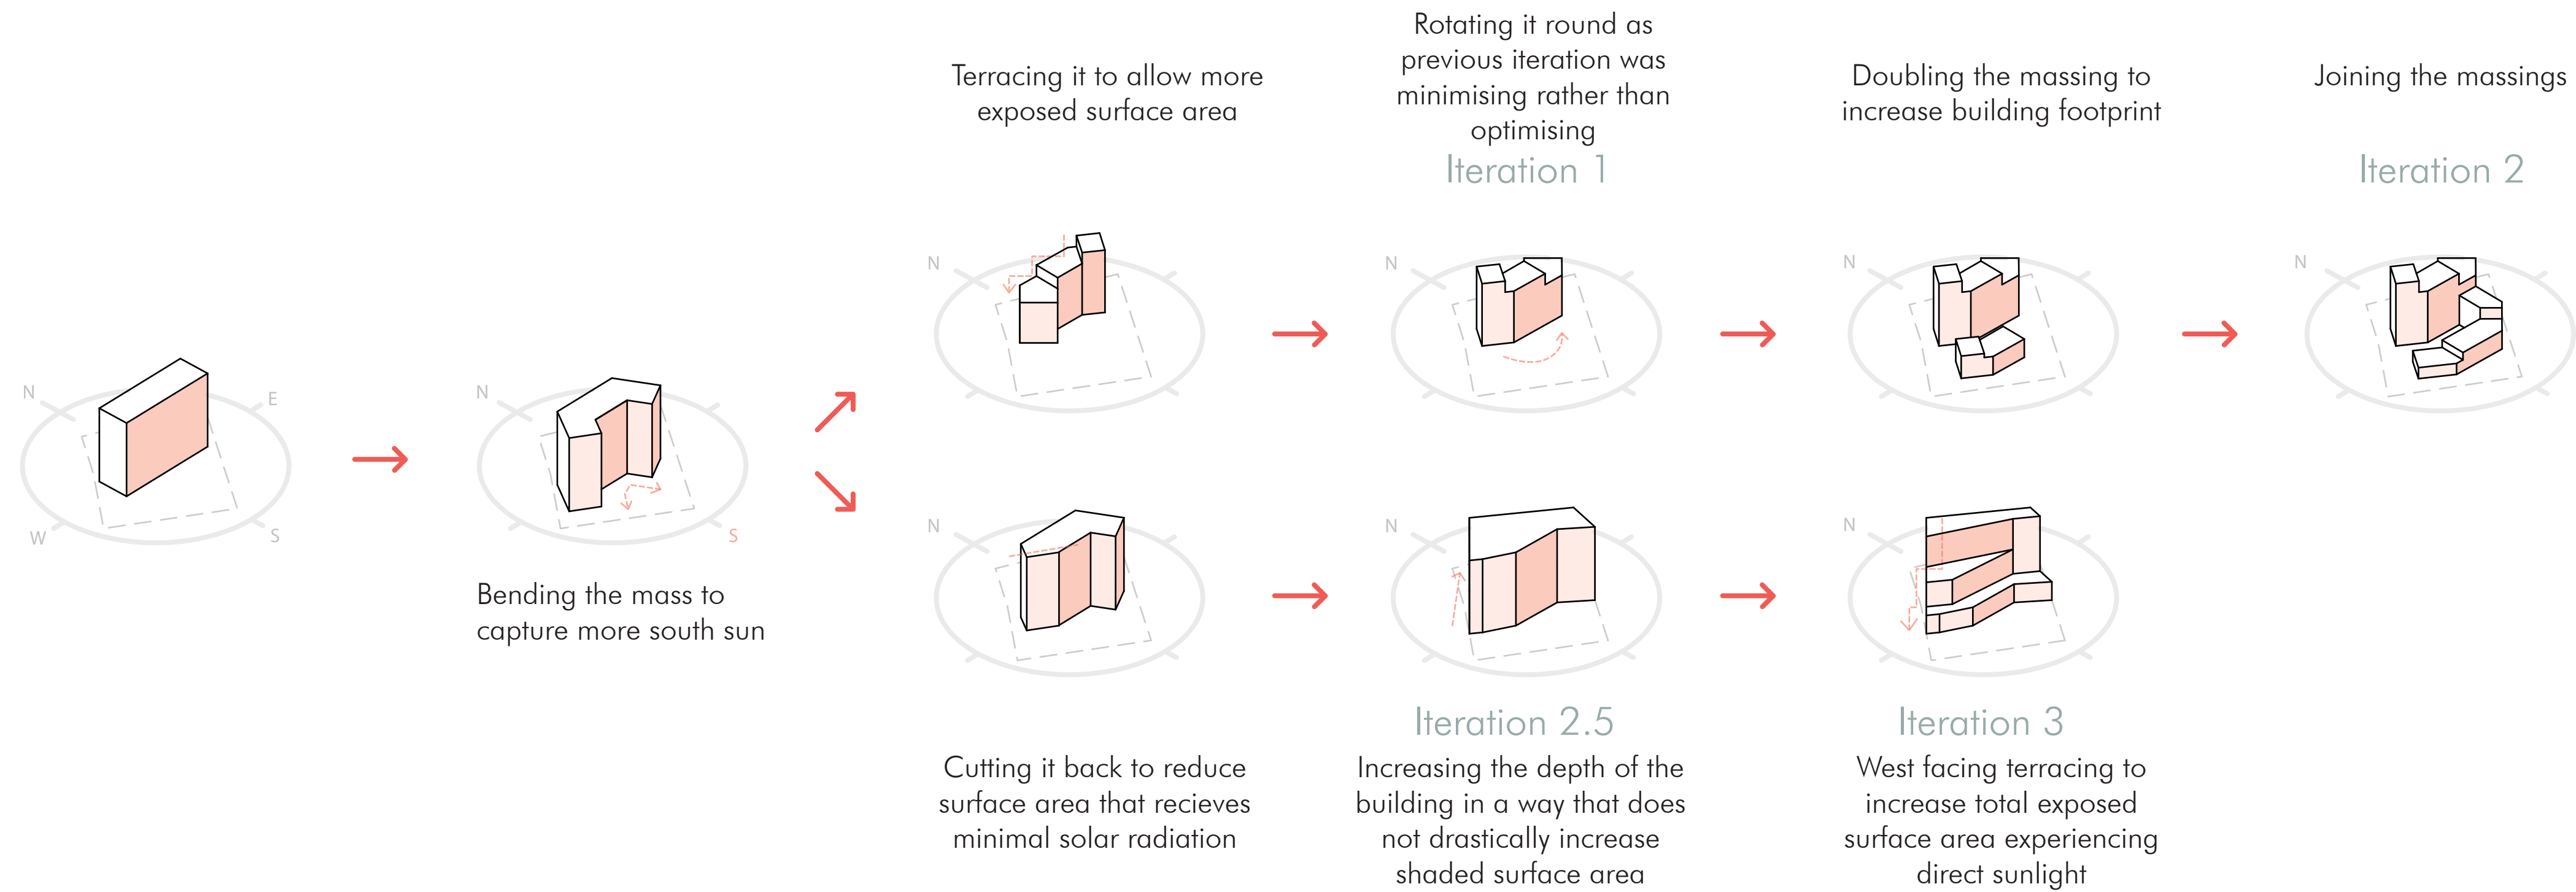 N
E
W
S
N
S
Bending the mass to
capture more south sun
Terracing it to allow more
exposed surface area
N
Rotating it round as
previous iteration was
minimising rather than
optimising
Iteration 1
N
Doubling the massing to
increase building footprint
N
Joining the massings
Iteration 2
N
N
Cutting it back to reduce
surface area that recieves
minimal solar radiation
N
Iteration 2.5
Increasing the depth of the
building in a way that does
not drastically increase
shaded surface area
N
Iteration 3
West facing terracing to
increase total exposed
surface area experiencing
direct sunlight